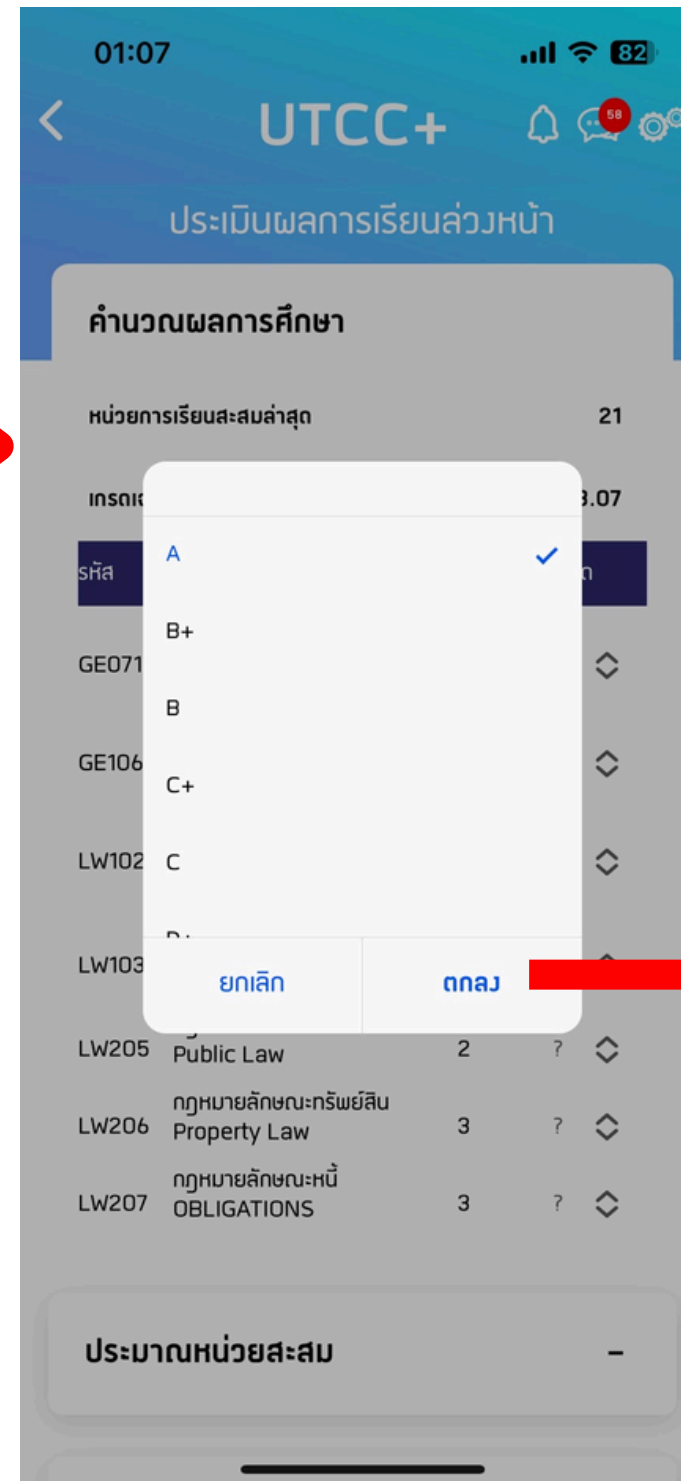 01:07 82
UTCC+ 58
ประเมินผลการเรียนล่วงหน้า
คำนวณผลการศึกษา
หน่วยการเรียนสะสมล่าสุด 21
3.07
รหัส
A
B+
GE071
B
GE106
C+
LW102 C
LW103
ยกเลิก ตกลง
LW205 Public Law 2 ?
กฎหมายลักษณะทรัพย์สิน
LW206 Property Law 3 ?
กฎหมายลักษณะหนี้
LW207 OBLIGATIONS 3 ?
ประมาณหน่วยสะสม –